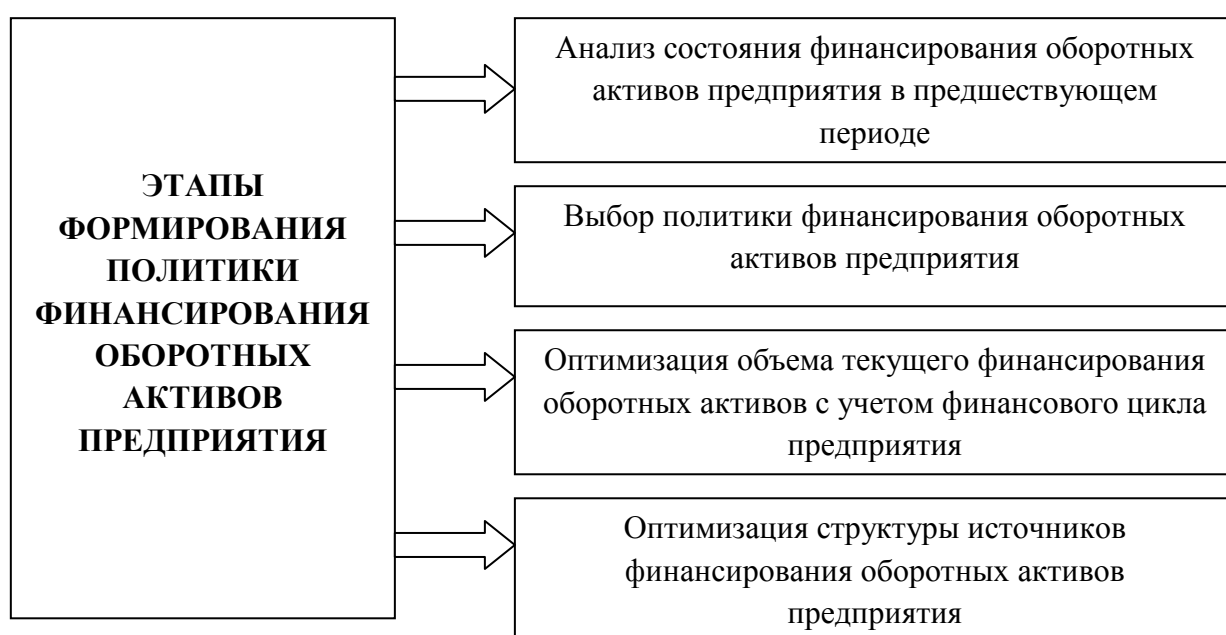 ЭТАПЫ
ФОРМИРОВАНИЯ
ПОЛИТИКИ
ФИНАНСИРОВАНИЯ
ОБОРОТНЫХ
АКТИВОВ
ПРЕДПРИЯТИЯ
Анализ состояния финансирования оборотных
активов предприятия в предшествующем
периоде
Выбор политики финансирования оборотных
активов предприятия
Оптимизация объема текущего финансирования
оборотных активов с учетом финансового цикла
предприятия
Оптимизация структуры источников
финансирования оборотных активов
предприятия